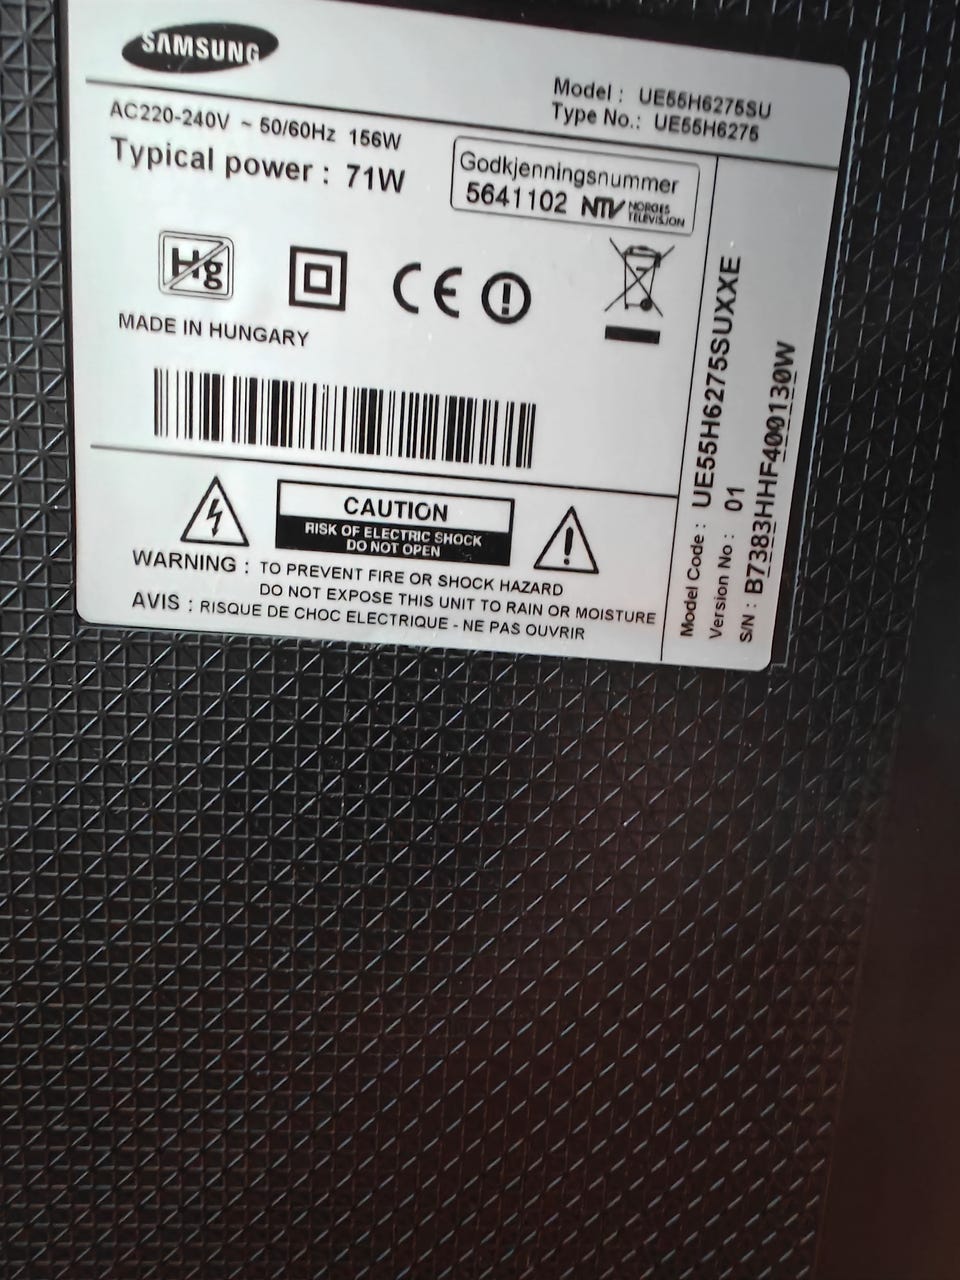 SAMSUNG
Model : UE55H6275SU
Type No.: UE55H6275
AC220-240V ~ 50/60Hz 156W
Typical power : 71W
Godkjenningsnummer
5641102 NTV NORGES
TELEVISJON
Hg
CE
MADE IN HUNGARY
CAUTION
RISK OF ELECTRIC SHOCK
DO NOT OPEN
WARNING : TO PREVENT FIRE OR SHOCK HAZARD
DO NOT EXPOSE THIS UNIT TO RAIN OR MOISTURE
AVIS : RISQUE DE CHOC ELECTRIQUE - NE PAS OUVRIR
Model Code : UE55H6275SUXXE
Version No : 01
S/N : B7383HHF400130W